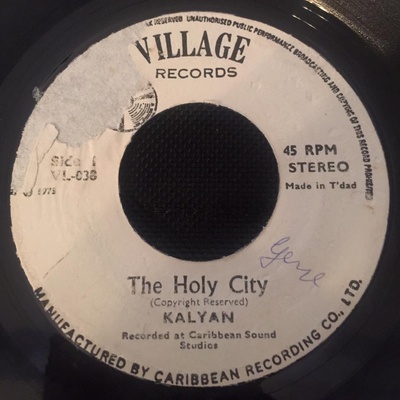 RESERVED UNAUTHORISED PUBLIC PERFORMANCE BROADCASTING AND COPYING OF THIS RECORD PROHIBITED
VILLAGE
RECORDS
Side 1
VL-038
45 RPM
STEREO
Made in T'dad
Gene
The Holy City
(Copyright Reserved)
KALYAN
Recorded at Caribbean Sound
Studios
MANUFACTURED BY CARIBBEAN RECORDING CO., LTD.